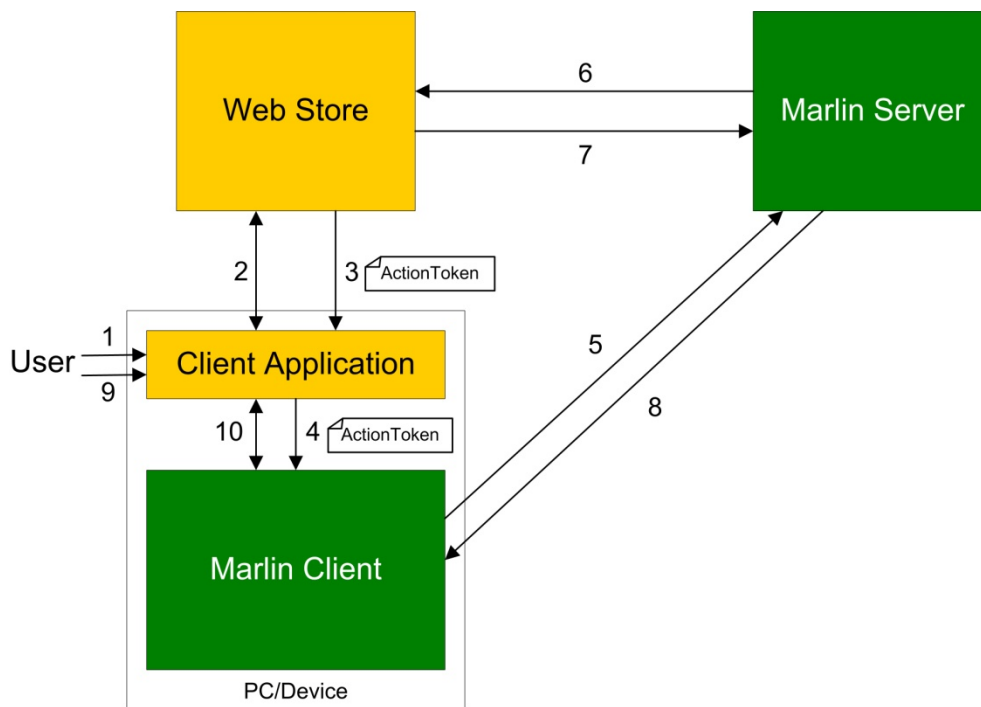 6
Web Store
Marlin Server
7
2
3
ActionToken
1
User
Client Application
9
5
8
10
4
ActionToken
Marlin Client
PC/Device